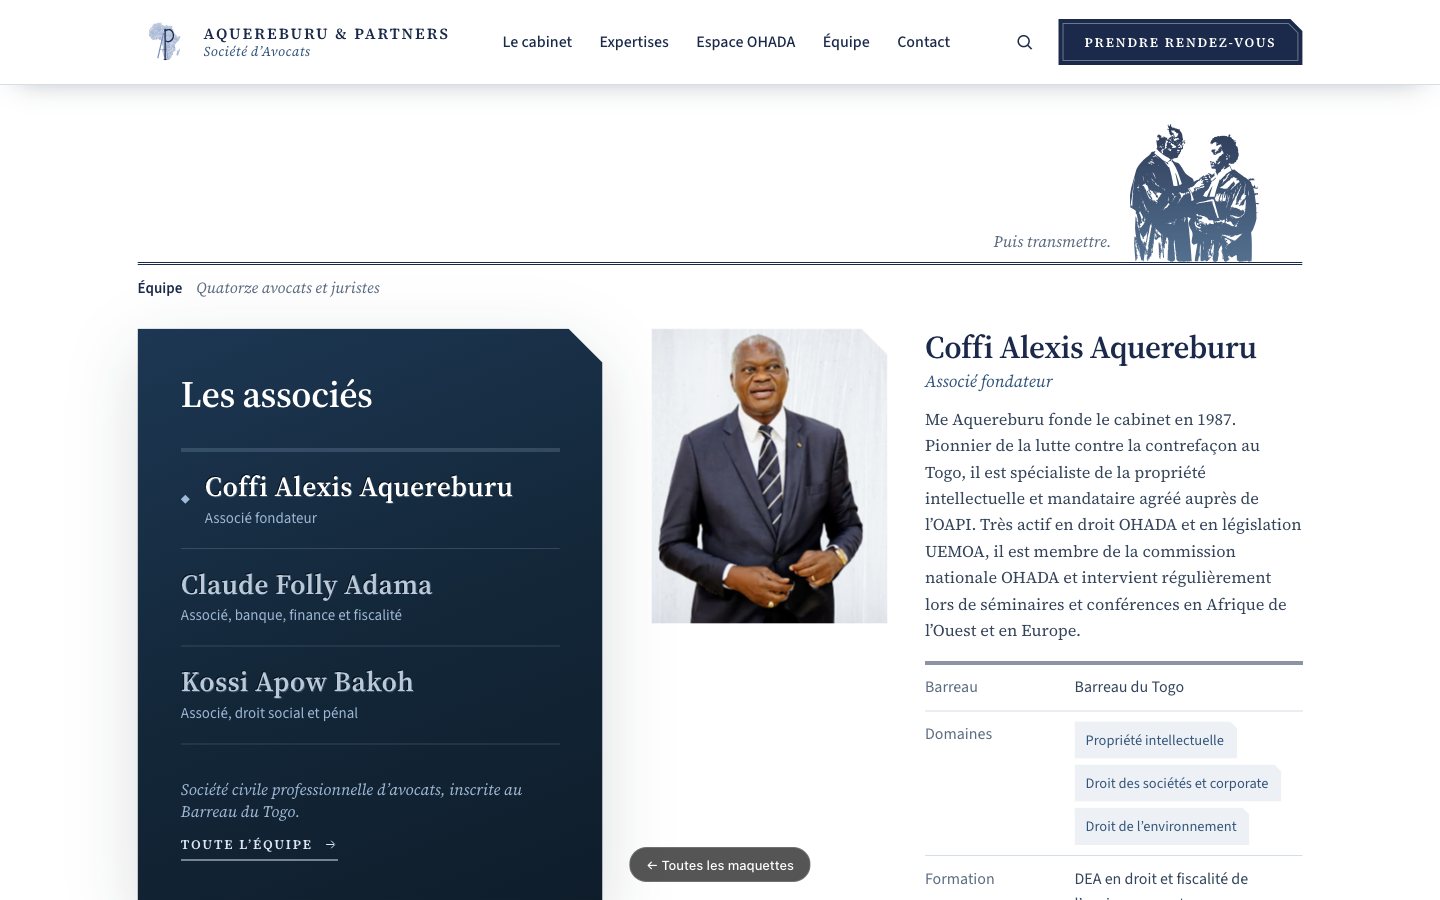 AQUEREBURU & PARTNERS
Société d’Avocats
Le cabinet
Expertises
Espace OHADA
Équipe
Contact
PRENDRE RENDEZ-VOUS
Puis transmettre.
Équipe Quatorze avocats et juristes
Les associés
Coffi Alexis Aquereburu
Associé fondateur
Claude Folly Adama
Associé, banque, finance et fiscalité
Kossi Apow Bakoh
Associé, droit social et pénal
Société civile professionnelle d’avocats, inscrite au
Barreau du Togo.
TOUTE L’ÉQUIPE →
Coffi Alexis Aquereburu
Associé fondateur
Me Aquereburu fonde le cabinet en 1987.
Pionnier de la lutte contre la contrefaçon au
Togo, il est spécialiste de la propriété
intellectuelle et mandataire agréé auprès de
l’OAPI. Très actif en droit OHADA et en législation
UEMOA, il est membre de la commission
nationale OHADA et intervient régulièrement
lors de séminaires et conférences en Afrique de
l’Ouest et en Europe.
Barreau
Barreau du Togo
Domaines
Propriété intellectuelle
Droit des sociétés et corporate
Droit de l’environnement
Formation
DEA en droit et fiscalité de
← Toutes les maquettes